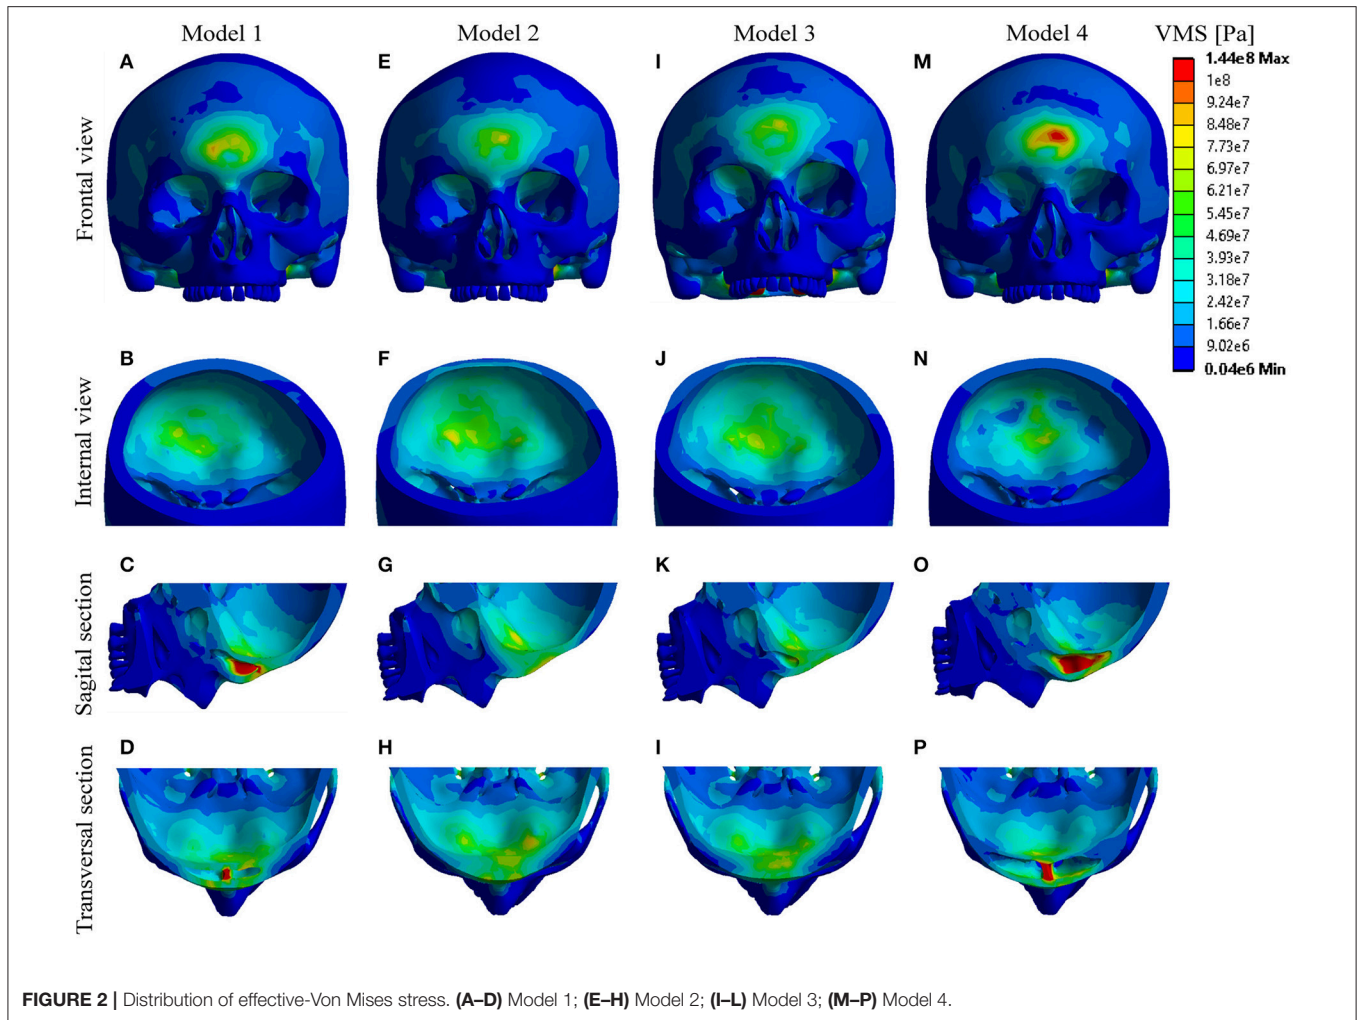 Model 1
Model 2
Model 3
Model 4
VMS [Pa]
A
E
I
M
1.44e8 Max
1e8
9.24e7
8.48e7
7.73e7
6.97e7
6.21e7
5.45e7
4.69e7
3.93e7
3.18e7
2.42e7
1.66e7
9.02e6
0.04e6 Min
Frontal view
B
F
J
N
Internal view
C
G
K
O
Sagital section
D
H
I
P
Transversal section
FIGURE 2 | Distribution of effective-Von Mises stress. (A–D) Model 1; (E–H) Model 2; (I–L) Model 3; (M–P) Model 4.